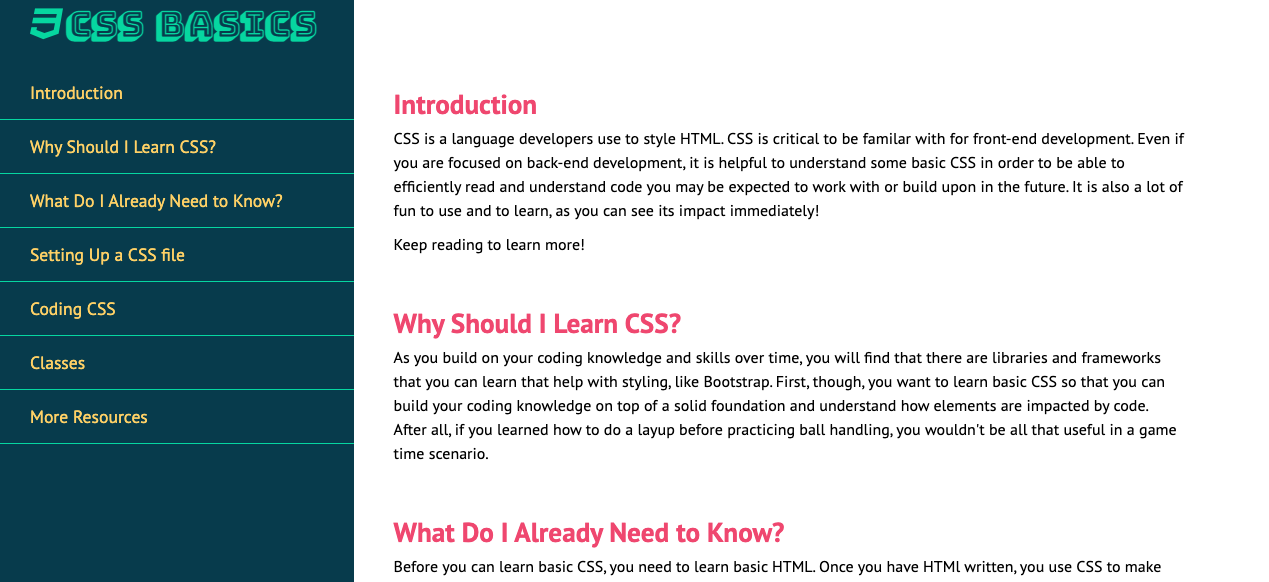 CSS BASICS
Introduction
Why Should I Learn CSS?
What Do I Already Need to Know?
Setting Up a CSS file
Coding CSS
Classes
More Resources
Introduction
CSS is a language developers use to style HTML. CSS is critical to be familar with for front-end development. Even if
you are focused on back-end development, it is helpful to understand some basic CSS in order to be able to
efficiently read and understand code you may be expected to work with or build upon in the future. It is also a lot of
fun to use and to learn, as you can see its impact immediately!
Keep reading to learn more!
Why Should I Learn CSS?
As you build on your coding knowledge and skills over time, you will find that there are libraries and frameworks
that you can learn that help with styling, like Bootstrap. First, though, you want to learn basic CSS so that you can
build your coding knowledge on top of a solid foundation and understand how elements are impacted by code.
After all, if you learned how to do a layup before practicing ball handling, you wouldn't be all that useful in a game
time scenario.
What Do I Already Need to Know?
Before you can learn basic CSS, you need to learn basic HTML. Once you have HTMl written, you use CSS to make